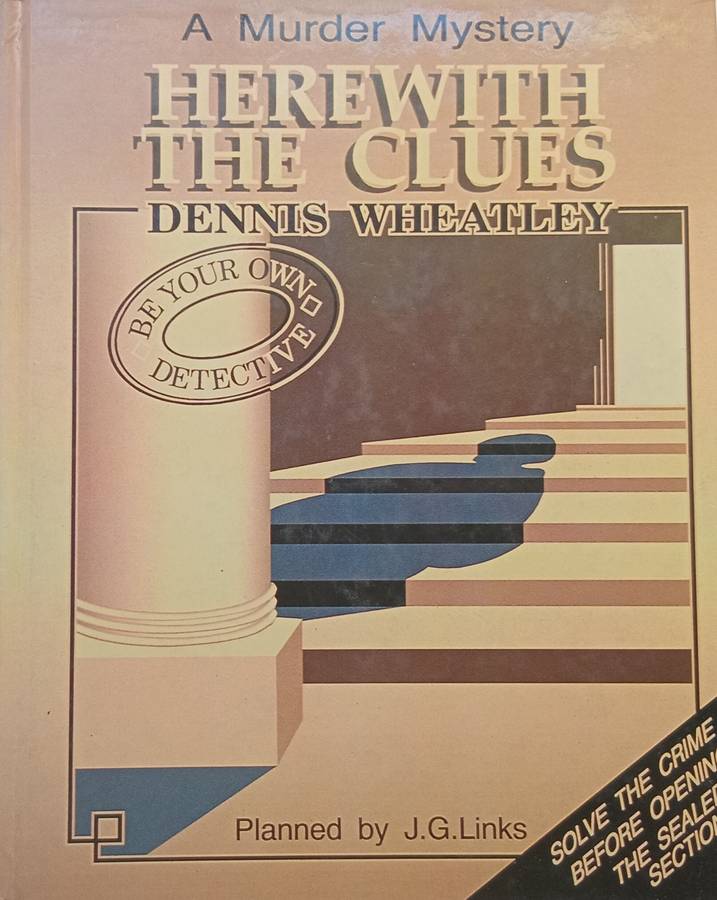 A Murder Mystery
HEREWITH
THE CLUES
DENNIS WHEATLEY
BE YOUR OWN
DETECTIVE
Planned by J.G.Links
SOLVE THE CRIME
BEFORE OPENING
THE SEALED
SECTION